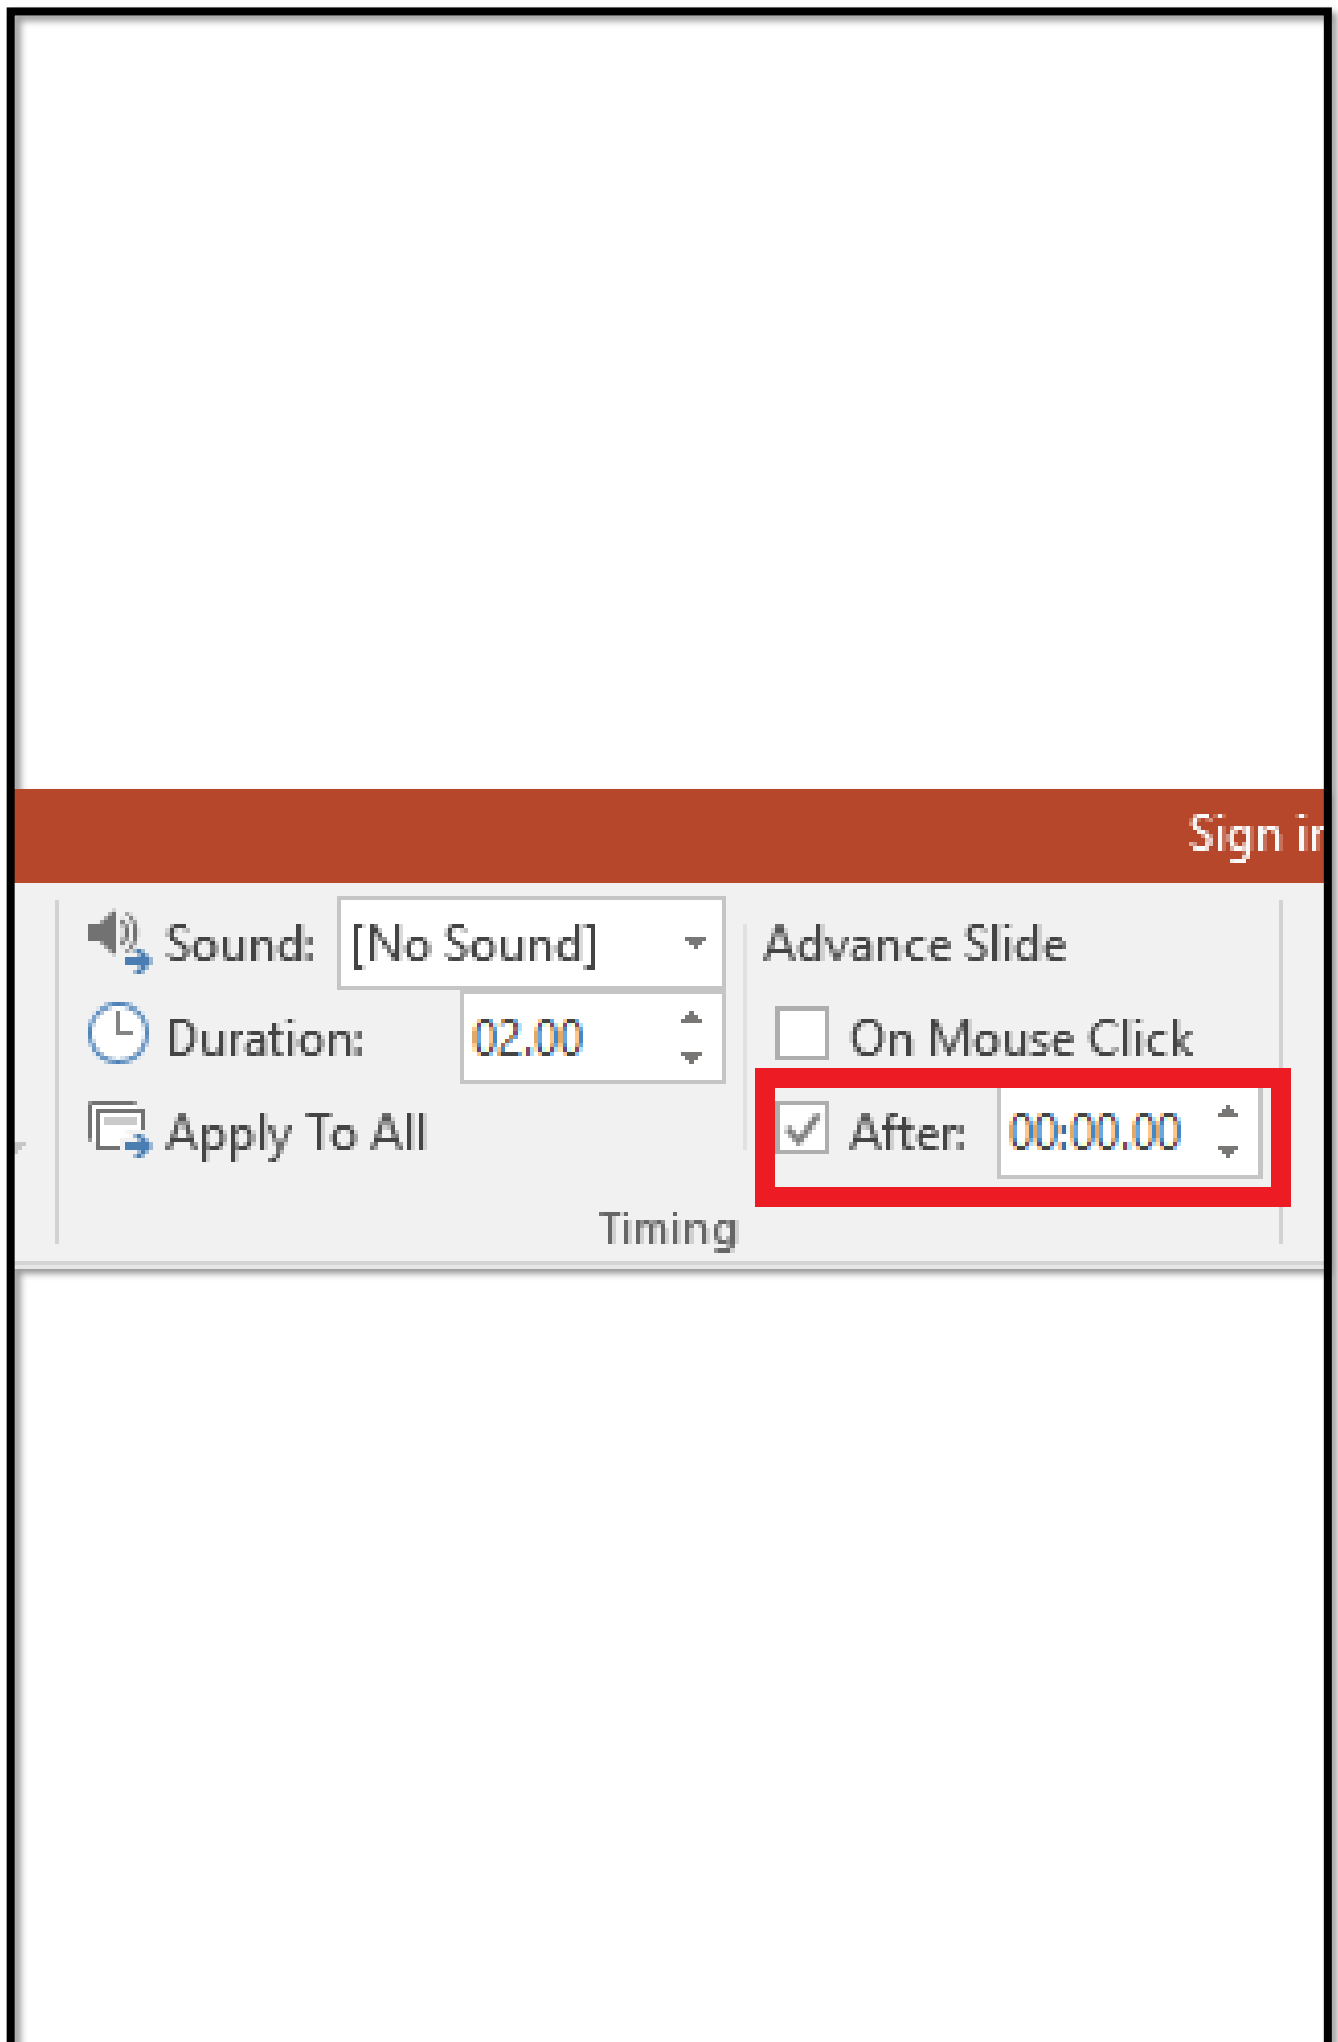 Sign in
Sound: [No Sound]
Duration: 02.00
Apply To All
Advance Slide
On Mouse Click
After: 00:00.00
Timing